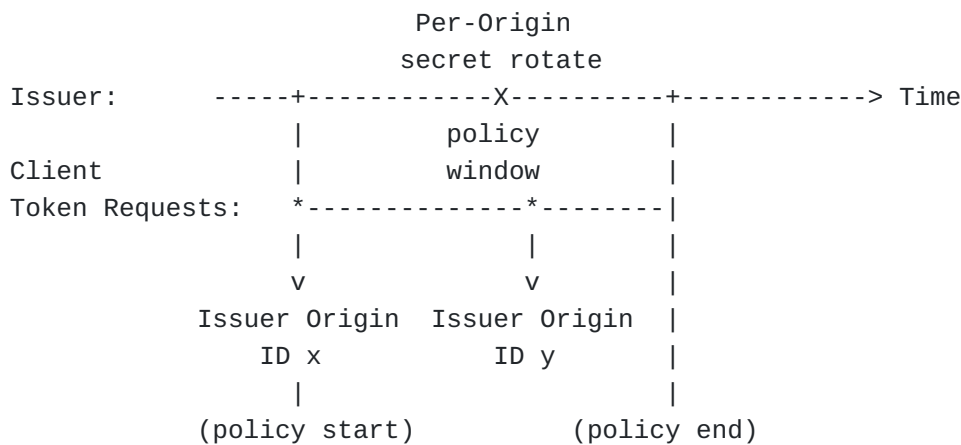 Per-Origin
secret rotate
Issuer: -----+------------X----------+------------> Time
| policy |
Client | window |
Token Requests: *--------------*--------|
| | |
v v |
Issuer Origin Issuer Origin |
ID x ID y |
| |
(policy start) (policy end)